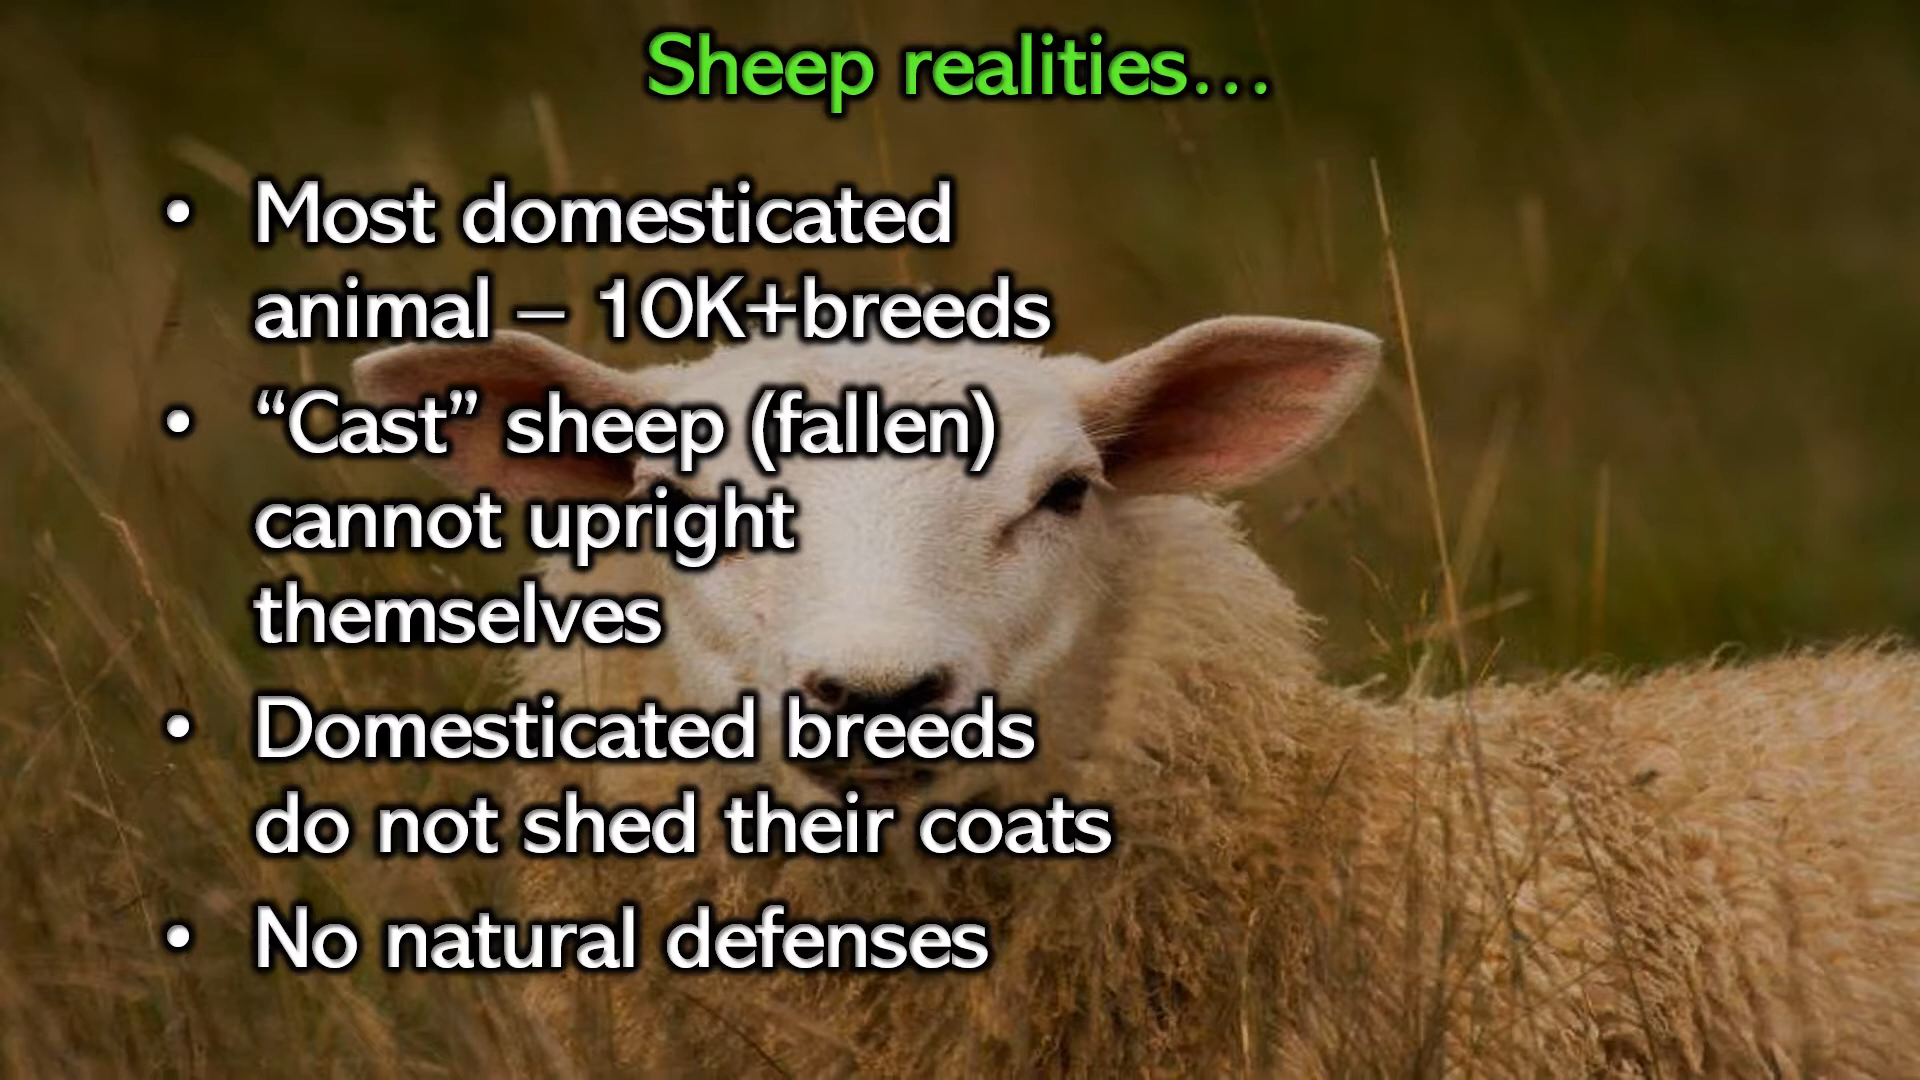 Sheep realities…
• Most domesticated
animal – 10K+breeds
• “Cast” sheep (fallen)
cannot upright
themselves
• Domesticated breeds
do not shed their coats
• No natural defenses